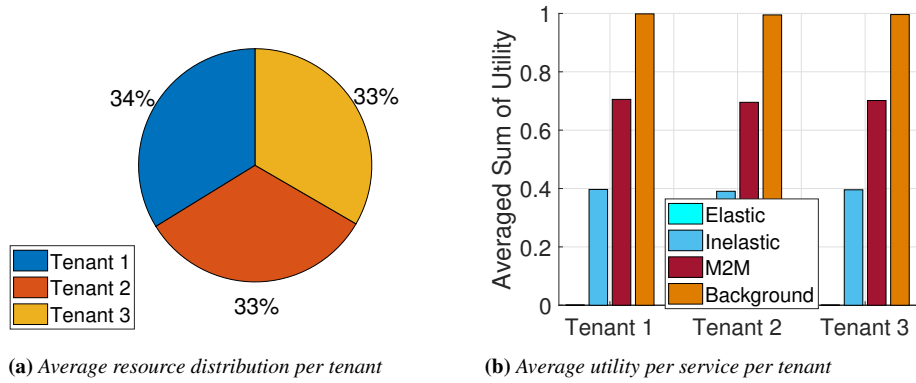 34%
33%
33%
Tenant 1
Tenant 2
Tenant 3
(a) Average resource distribution per tenant
Averaged Sum of Utility
1
0.8
0.6
0.4
0.2
0
Elastic
Inelastic
M2M
Background
Tenant 1
Tenant 2
Tenant 3
(b) Average utility per service per tenant